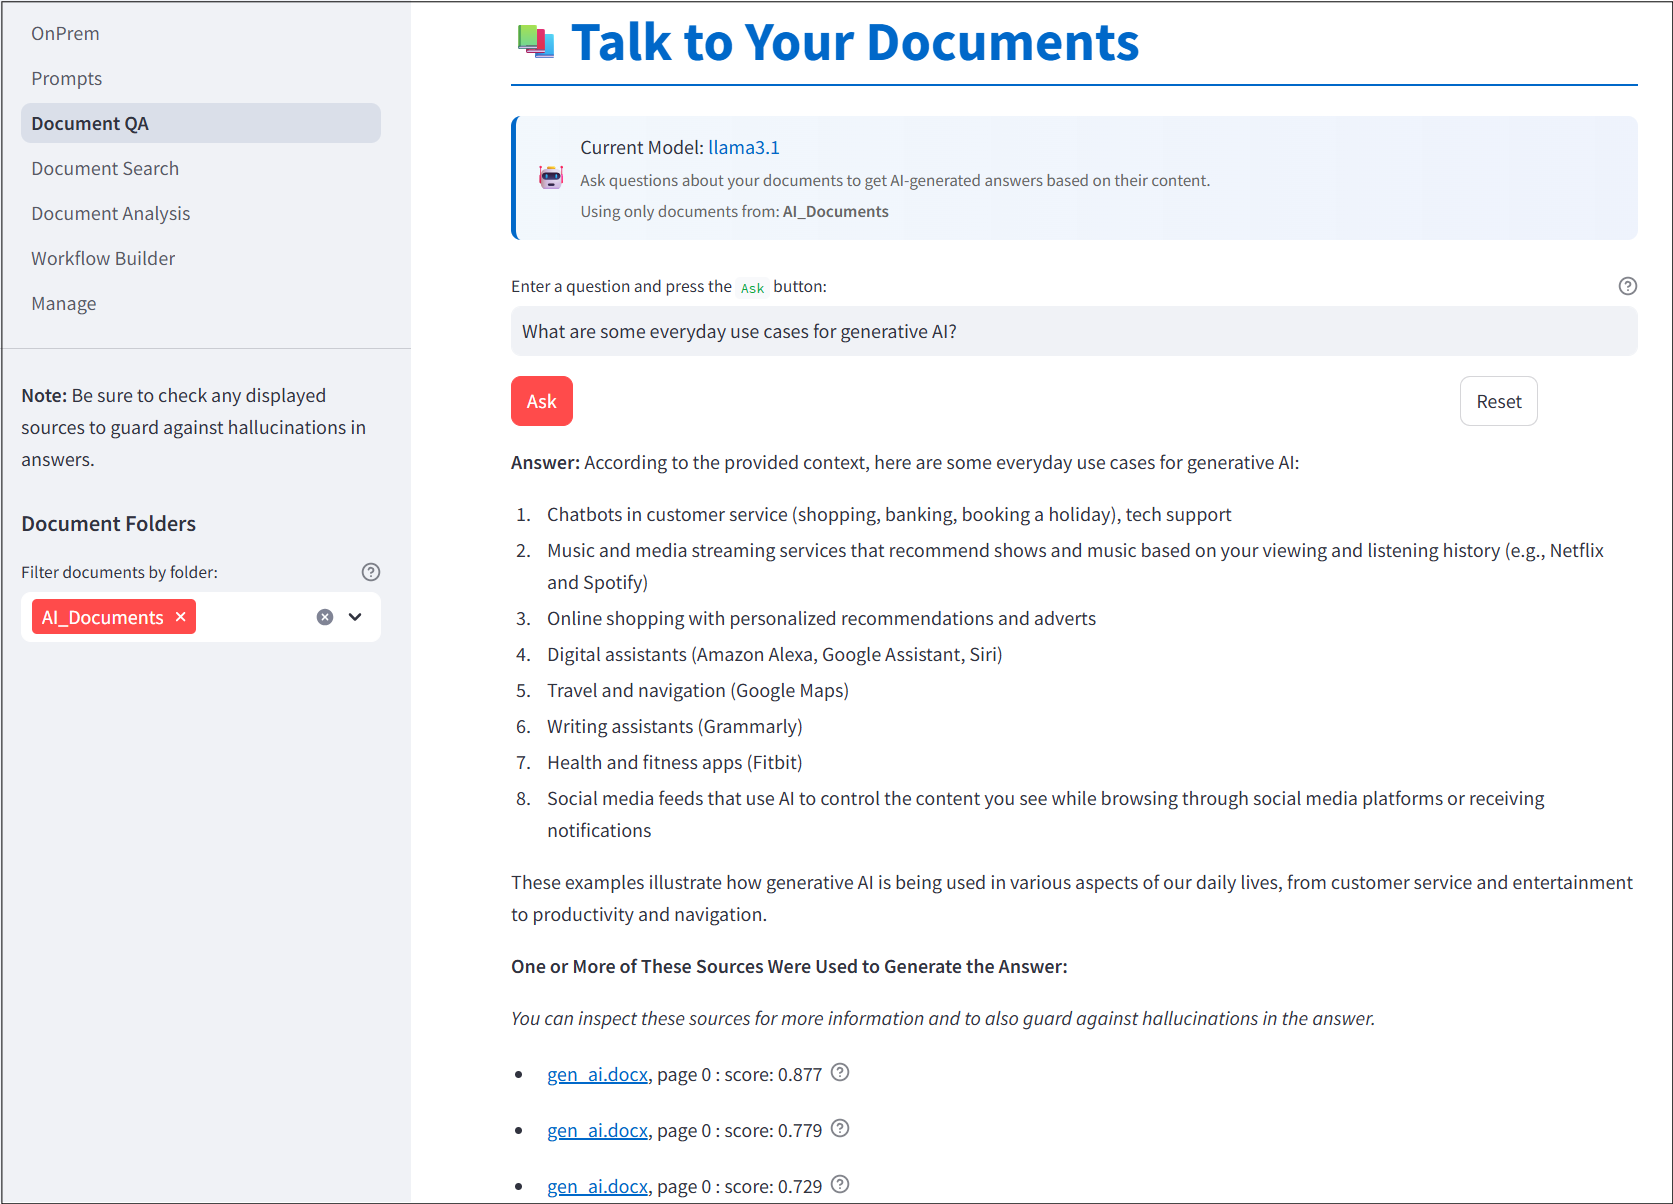 OnPrem
Prompts
Document QA
Document Search
Document Analysis
Workflow Builder
Manage
Note: Be sure to check any displayed
sources to guard against hallucinations in
answers.
Document Folders
Filter documents by folder:
AI_Documents
Talk to Your Documents
Current Model: llama3.1
Ask questions about your documents to get AI-generated answers based on their content.
Using only documents from: AI_Documents
Enter a question and press the Ask button:
What are some everyday use cases for generative AI?
Ask
Reset
Answer: According to the provided context, here are some everyday use cases for generative AI:
1. Chatbots in customer service (shopping, banking, booking a holiday), tech support
2. Music and media streaming services that recommend shows and music based on your viewing and listening history (e.g., Netflix
and Spotify)
3. Online shopping with personalized recommendations and adverts
4. Digital assistants (Amazon Alexa, Google Assistant, Siri)
5. Travel and navigation (Google Maps)
6. Writing assistants (Grammarly)
7. Health and fitness apps (Fitbit)
8. Social media feeds that use AI to control the content you see while browsing through social media platforms or receiving
notifications
These examples illustrate how generative AI is being used in various aspects of our daily lives, from customer service and entertainment
to productivity and navigation.
One or More of These Sources Were Used to Generate the Answer:
You can inspect these sources for more information and to also guard against hallucinations in the answer.
• gen_ai.docx, page 0 : score: 0.877
• gen_ai.docx, page 0 : score: 0.779
• gen_ai.docx, page 0 : score: 0.729